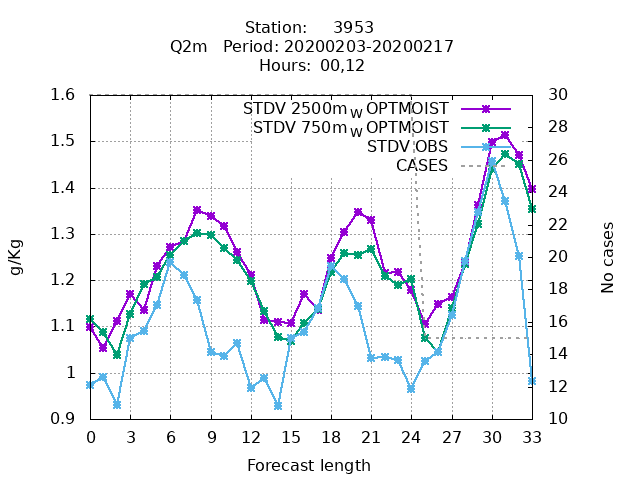 Station: 3953
Q2m Period: 20200203-20200217
Hours: 00,12
1.6
1.5
1.4
1.3
1.2
1.1
1
0.9
g/Kg
STDV 2500m w OPTMOIST
STDV 750m w OPTMOIST
STDV OBS
CASES
30
28
26
24
22
20
18
16
14
12
10
No cases
0 3 6 9 12 15 18 21 24 27 30 33
Forecast length